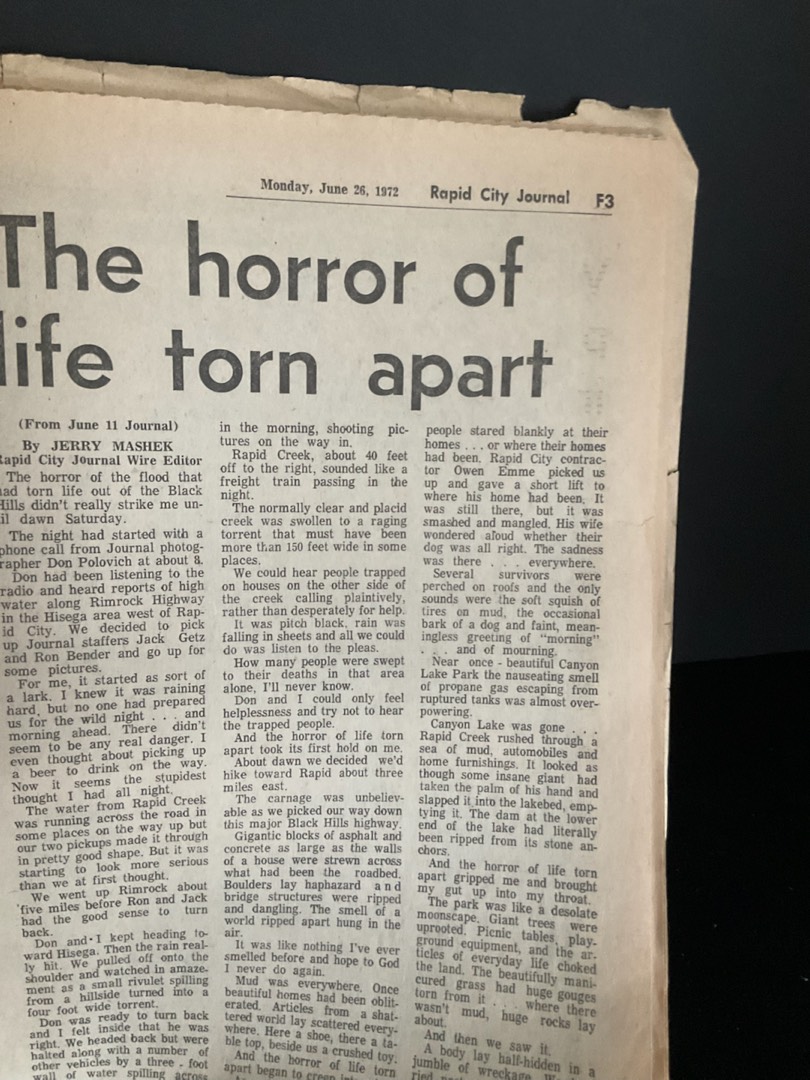 Monday, June 26, 1972 Rapid City Journal F3
The horror of
life torn apart
(From June 11 Journal)
By JERRY MASHEK
Rapid City Journal Wire Editor
The horror of the flood that
had torn life out of the Black
Hills didn't really strike me un-
til dawn Saturday.
The night had started with a
phone call from Journal photog-
rapher Don Polovich at about 8.
Don had been listening to the
radio and heard reports of high
water along Rimrock Highway
in the Hisega area west of Rap-
id City. We decided to pick
up Journal staffers Jack Getz
and Ron Bender and go up for
some pictures.
For me, it started as sort of
a lark. I knew it was raining
hard, but no one had prepared
us for the wild night . . . and
morning ahead. There didn't
seem to be any real danger. I
even thought about picking up
a beer to drink on the way.
Now it seems the stupidest
thought I had all night.
The water from Rapid Creek
was running across the road in
some places on the way up but
our two pickups made it through
in pretty good shape. But it was
starting to look more serious
than we at first thought.
We went up Rimrock about
five miles before Ron and Jack
had the good sense to turn
back.
Don and I kept heading to-
ward Hisega. Then the rain real-
ly hit. We pulled off onto the
shoulder and watched in amaze-
ment as a small rivulet spilling
from a hillside turned into a
four foot wide torrent.
Don was ready to turn back
and I felt inside that he was
right. We headed back but were
halted along with a number of
other vehicles by a three - foot
wall of water spilling across
in the morning, shooting pic-
tures on the way in.
Rapid Creek, about 40 feet
off to the right, sounded like a
freight train passing in the
night.
The normally clear and placid
creek was swollen to a raging
torrent that must have been
more than 150 feet wide in some
places.
We could hear people trapped
on houses on the other side of
the creek calling plaintively,
rather than desperately for help.
It was pitch black, rain was
falling in sheets and all we could
do was listen to the pleas.
How many people were swept
to their deaths in that area
alone, I'll never know.
Don and I could only feel
helplessness and try not to hear
the trapped people.
And the horror of life torn
apart took its first hold on me.
About dawn we decided we'd
hike toward Rapid about three
miles east.
The carnage was unbeliev-
able as we picked our way down
this major Black Hills highway.
Gigantic blocks of asphalt and
concrete as large as the walls
of a house were strewn across
what had been the roadbed.
Boulders lay haphazard and
bridge structures were ripped
and dangling. The smell of a
world ripped apart hung in the
air.
It was like nothing I've ever
smelled before and hope to God
I never do again.
Mud was everywhere. Once
beautiful homes had been oblit-
erated. Articles from a shat-
tered world lay scattered every-
where. Here a shoe, there a ta-
ble top, beside us a crushed toy.
And the horror of life torn
apart began to creep
people stared blankly at their
homes . . . or where their homes
had been. Rapid City contrac-
tor Owen Emme picked us
up and gave a short lift to
where his home had been. It
was still there, but it was
smashed and mangled. His wife
wondered aloud whether their
dog was all right. The sadness
was there . . . everywhere.
Several survivors were
perched on roofs and the only
sounds were the soft squish of
tires on mud, the occasional
bark of a dog and faint, mean-
ingless greeting of "morning"
. . . and of mourning.
Near once - beautiful Canyon
Lake Park the nauseating smell
of propane gas escaping from
ruptured tanks was almost over-
powering.
Canyon Lake was gone . . .
Rapid Creek rushed through a
sea of mud, automobiles and
home furnishings. It looked as
though some insane giant had
taken the palm of his hand and
slapped it into the lakebed, emp-
tying it. The dam at the lower
end of the lake had literally
been ripped from its stone an-
chors.
And the horror of life torn
apart gripped me and brought
my gut up into my throat.
The park was like a desolate
moonscape. Giant trees were
uprooted. Picnic tables, play-
ground equipment, and the ar-
ticles of everyday life choked
the land. The beautifully mani-
cured grass had huge gouges
torn from it . . . where there
wasn't mud, huge rocks lay
about.
And then we saw it.
A body lay half-hidden in a
jumble of wreckage.